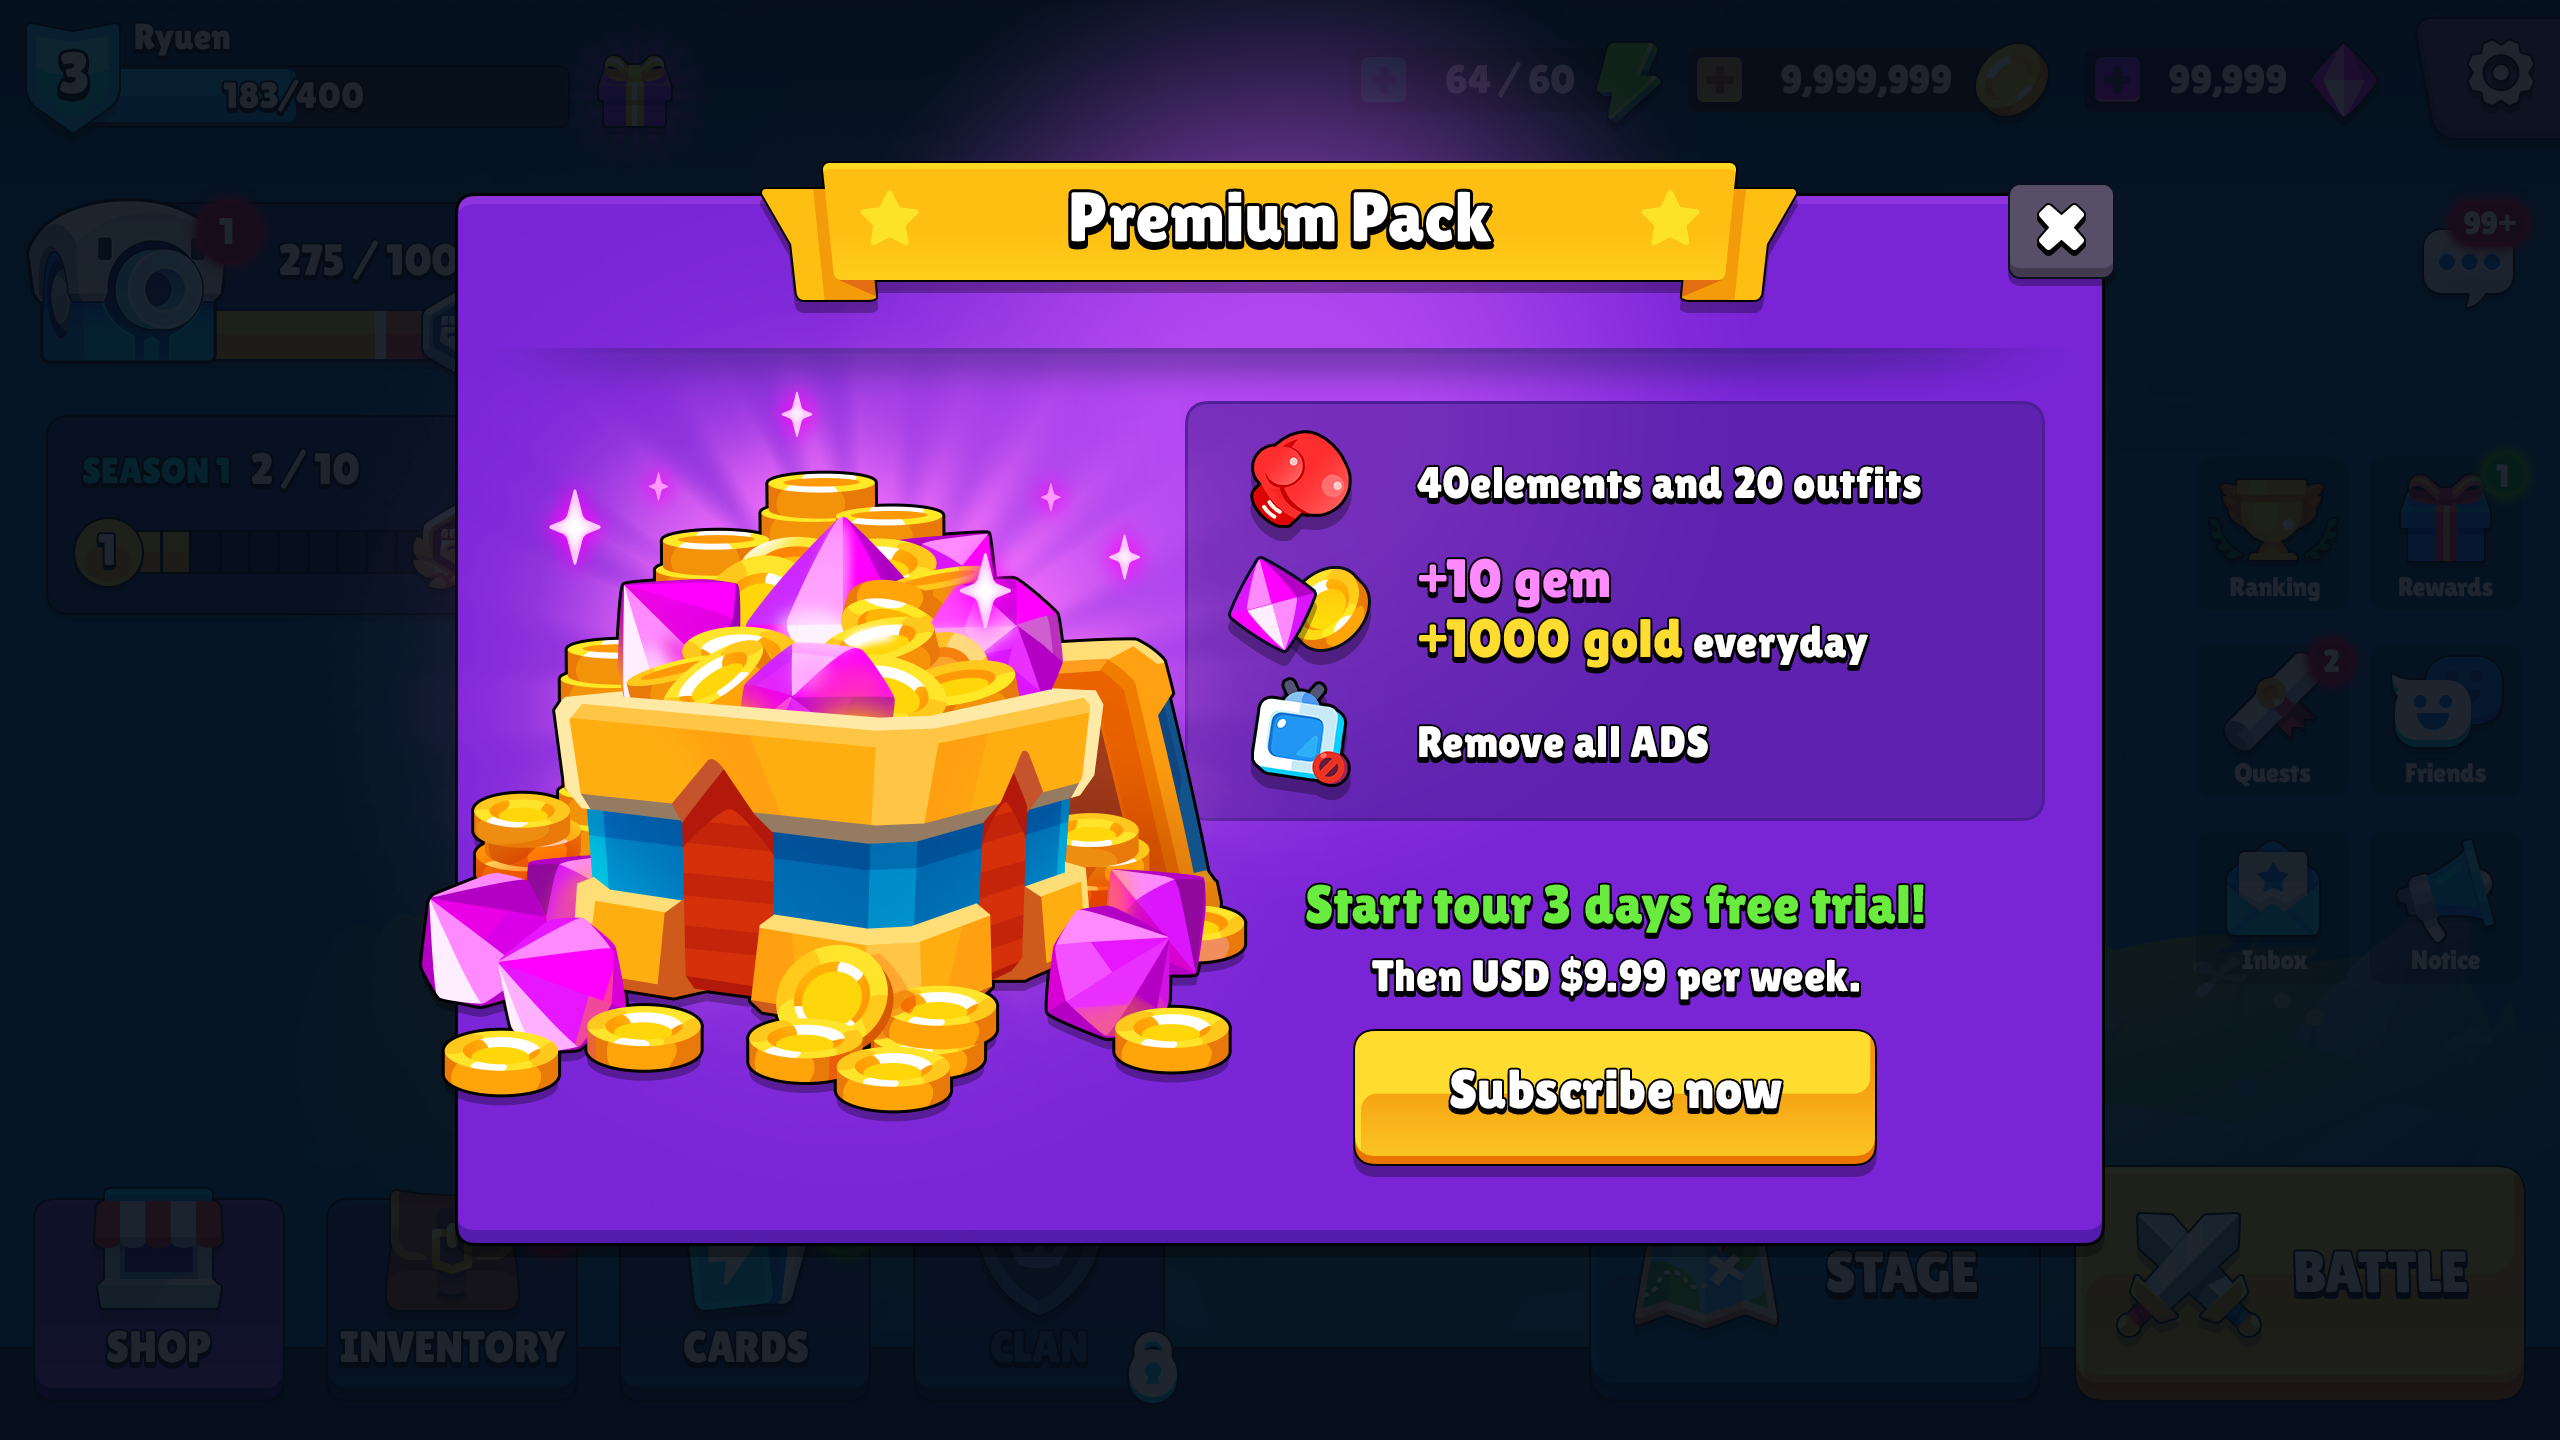 3
Ryuen
183/400
64 / 60
9,999,999
99,999
1
275 / 100
99+
SEASON 1 2 / 10
1
Premium Pack
40elements and 20 outfits
+10 gem
+1000 gold everyday
Remove all ADS
Start tour 3 days free trial!
Then USD $9.99 per week.
Subscribe now
1
Ranking
Rewards
2
Quests
Friends
Inbox
Notice
SHOP
INVENTORY
CARDS
CLAN
STAGE
BATTLE